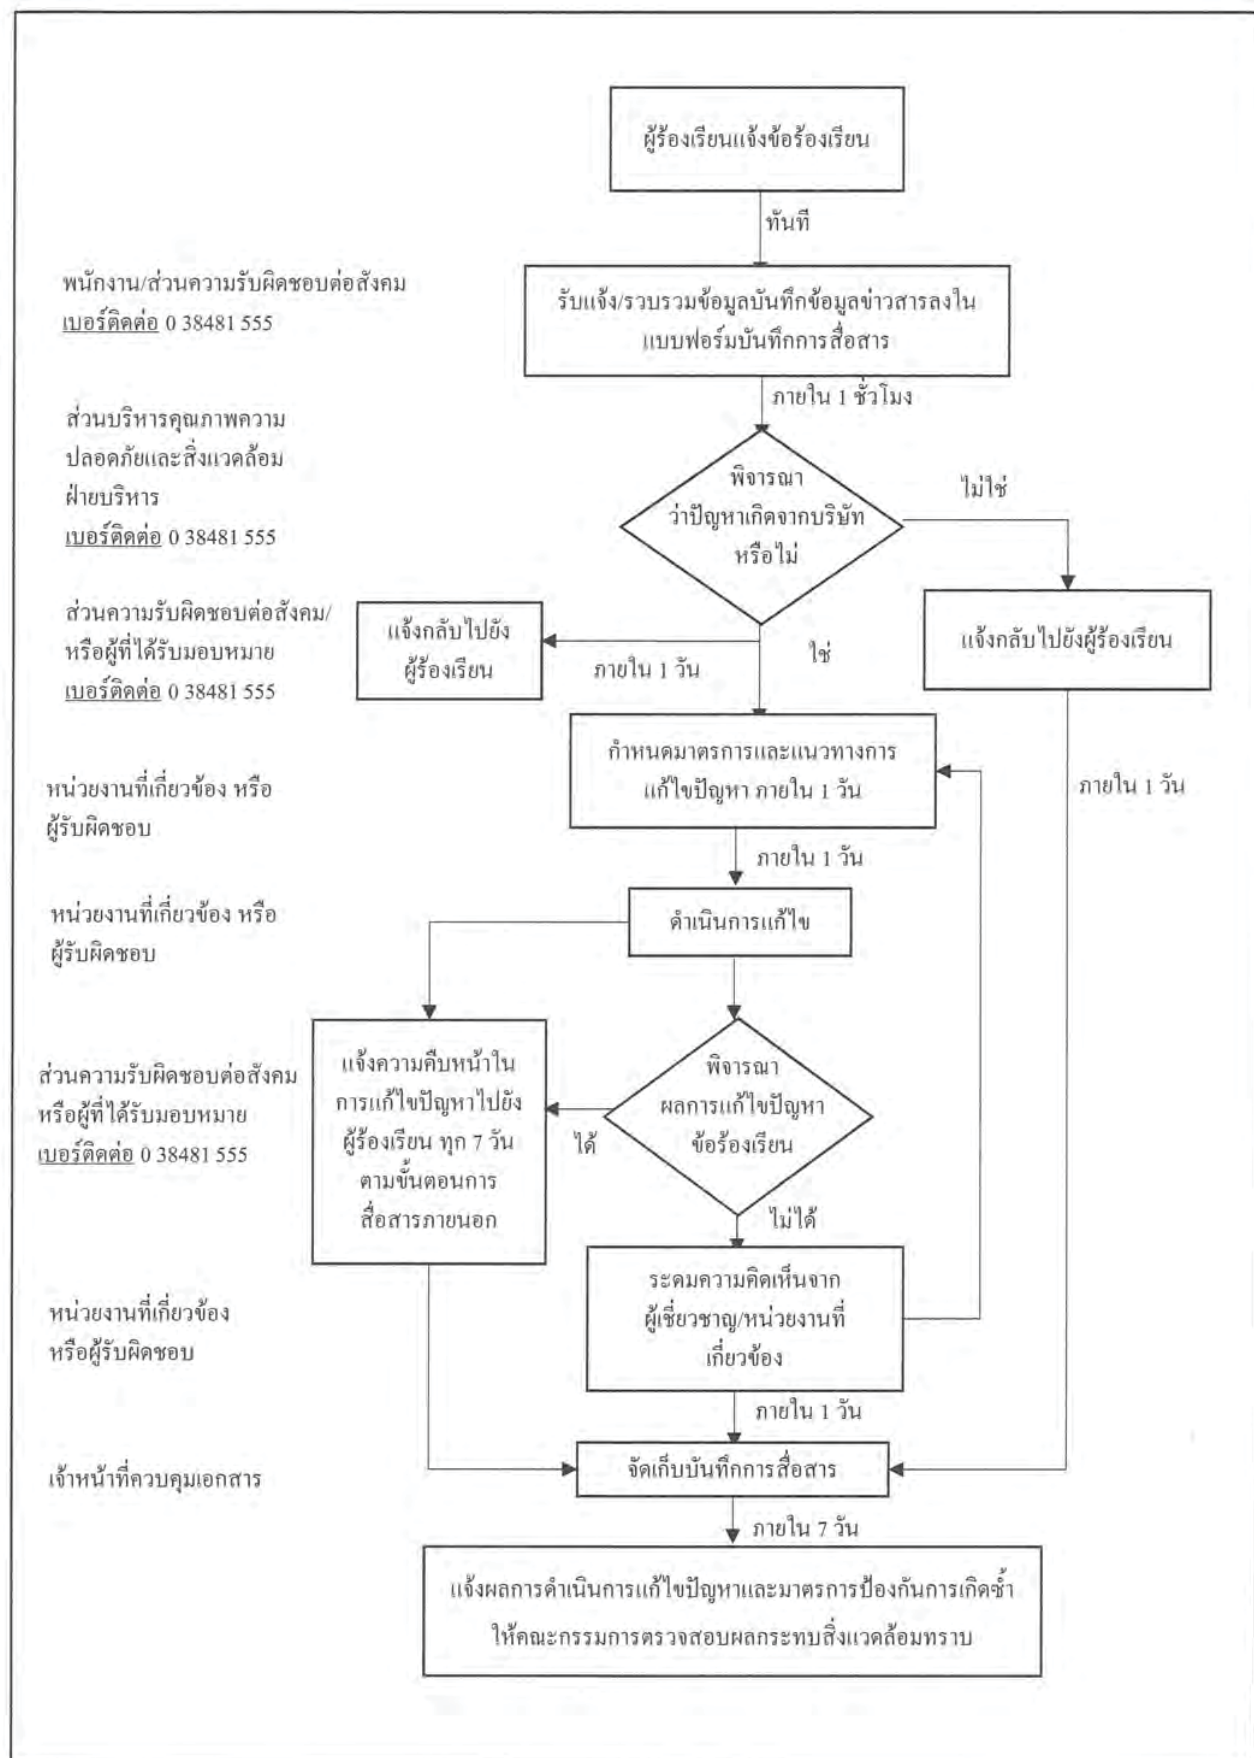 ผู้ร้องเรียนแจ้งข้อร้องเรียน
ทันที
พนักงาน/ส่วนความรับผิดชอบต่อสังคม
เบอร์ติดต่อ 0 38481 555
รับแจ้ง/รวบรวมข้อมูลบันทึกข้อมูลข่าวสารลงใน
แบบฟอร์มบันทึกการสื่อสาร
ภายใน 1 ชั่วโมง
ส่วนบริหารคุณภาพความ
ปลอดภัยและสิ่งแวดล้อม
ฝ่ายบริหาร
เบอร์ติดต่อ 0 38481 555
พิจารณา
ว่าปัญหาเกิดจากบริษัท
หรือไม่
ไม่ใช่
ส่วนความรับผิดชอบต่อสังคม/
หรือผู้ที่ได้รับมอบหมาย
เบอร์ติดต่อ 0 38481 555
แจ้งกลับไปยัง
ผู้ร้องเรียน
ภายใน 1 วัน
ใช่
แจ้งกลับไปยังผู้ร้องเรียน
ภายใน 1 วัน
หน่วยงานที่เกี่ยวข้อง หรือ
ผู้รับผิดชอบ
กำหนดมาตรการและแนวทางการ
แก้ไขปัญหา ภายใน 1 วัน
ภายใน 1 วัน
หน่วยงานที่เกี่ยวข้อง หรือ
ผู้รับผิดชอบ
ดำเนินการแก้ไข
ส่วนความรับผิดชอบต่อสังคม
หรือผู้ที่ได้รับมอบหมาย
เบอร์ติดต่อ 0 38481 555
แจ้งความคืบหน้าใน
การแก้ไขปัญหาไปยัง
ผู้ร้องเรียน ทุก 7 วัน
ตามขั้นตอนการ
สื่อสารภายนอก
ได้
พิจารณา
ผลการแก้ไขปัญหา
ข้อร้องเรียน
ไม่ได้
หน่วยงานที่เกี่ยวข้อง
หรือผู้รับผิดชอบ
ระดมความคิดเห็นจาก
ผู้เชี่ยวชาญ/หน่วยงานที่
เกี่ยวข้อง
ภายใน 1 วัน
เจ้าหน้าที่ควบคุมเอกสาร
จัดเก็บบันทึกการสื่อสาร
ภายใน 7 วัน
แจ้งผลการดำเนินการแก้ไขปัญหาและมาตรการป้องกันการเกิดซ้ำ
ให้คณะกรรมการตรวจสอบผลกระทบสิ่งแวดล้อมทราบ